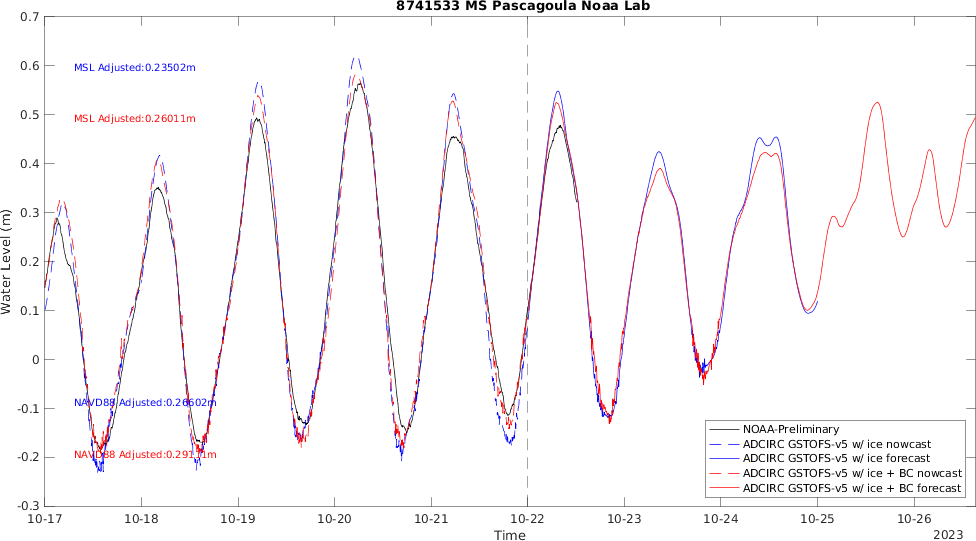 8741533 MS Pascagoula Noaa Lab
0.7
0.6
0.5
0.4
0.3
0.2
0.1
0
-0.1
-0.2
-0.3
Water Level (m)
MSL Adjusted:0.23502m
MSL Adjusted:0.26011m
NAVD88 Adjusted:0.26602m
NAVD88 Adjusted:
NOAA-Preliminary
ADCIRC GSTOFS-v5 w/ ice nowcast
ADCIRC GSTOFS-v5 w/ ice forecast
ADCIRC GSTOFS-v5 w/ ice + BC nowcast
ADCIRC GSTOFS-v5 w/ ice + BC forecast
10-17 10-18 10-19 10-20 10-21 10-22 10-23 10-24 10-25 10-26
Time
2023